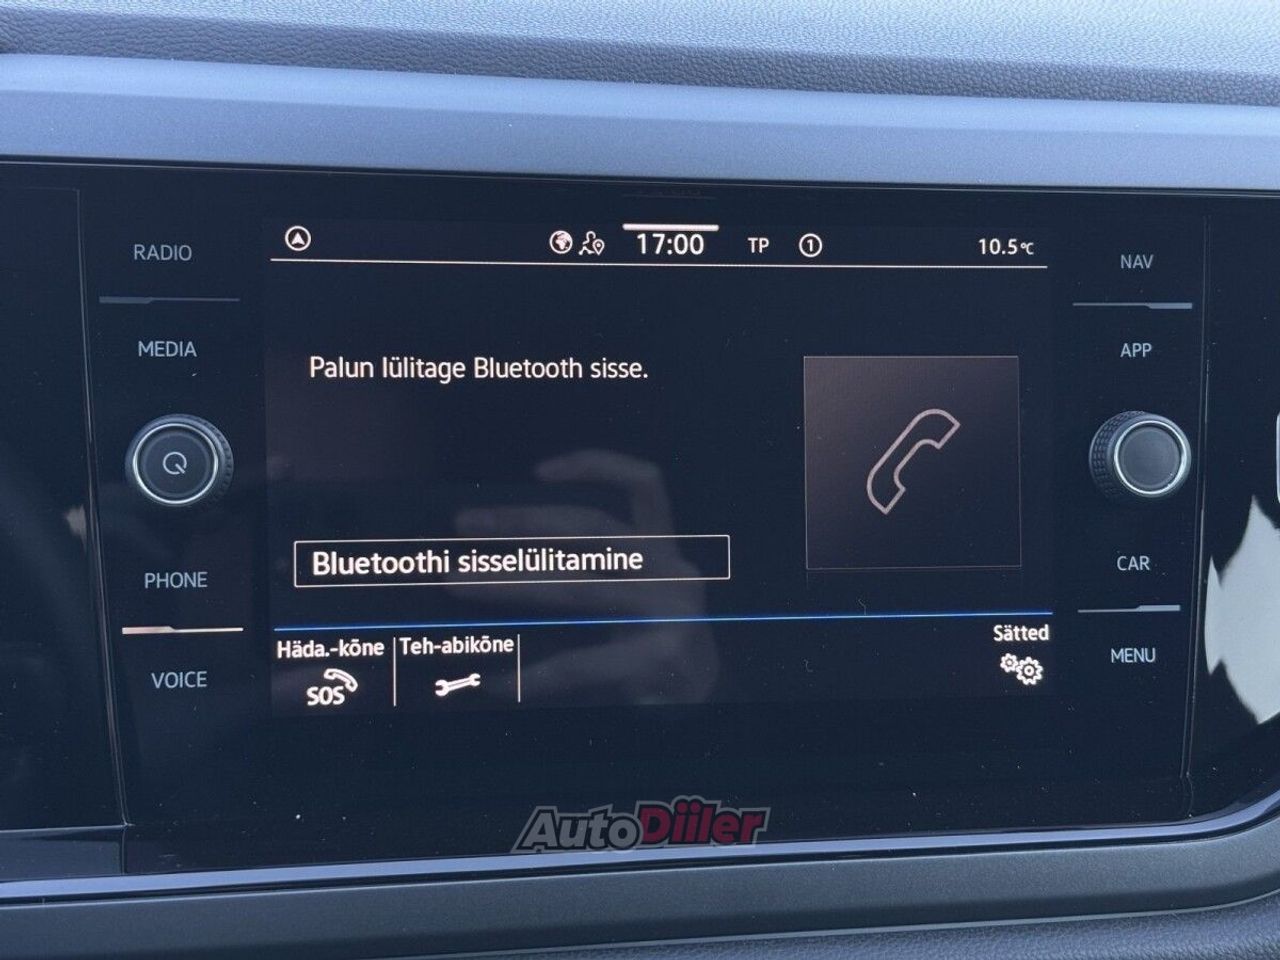 RADIO
MEDIA
PHONE
VOICE
17:00 TP 1 10.5°C
Palun lülitage Bluetooth sisse.
Bluetoothi sisselülitamine
Häda.-kõne Teh-abikõne Sätted
SOS
NAV
APP
CAR
MENU
AutoDiiler